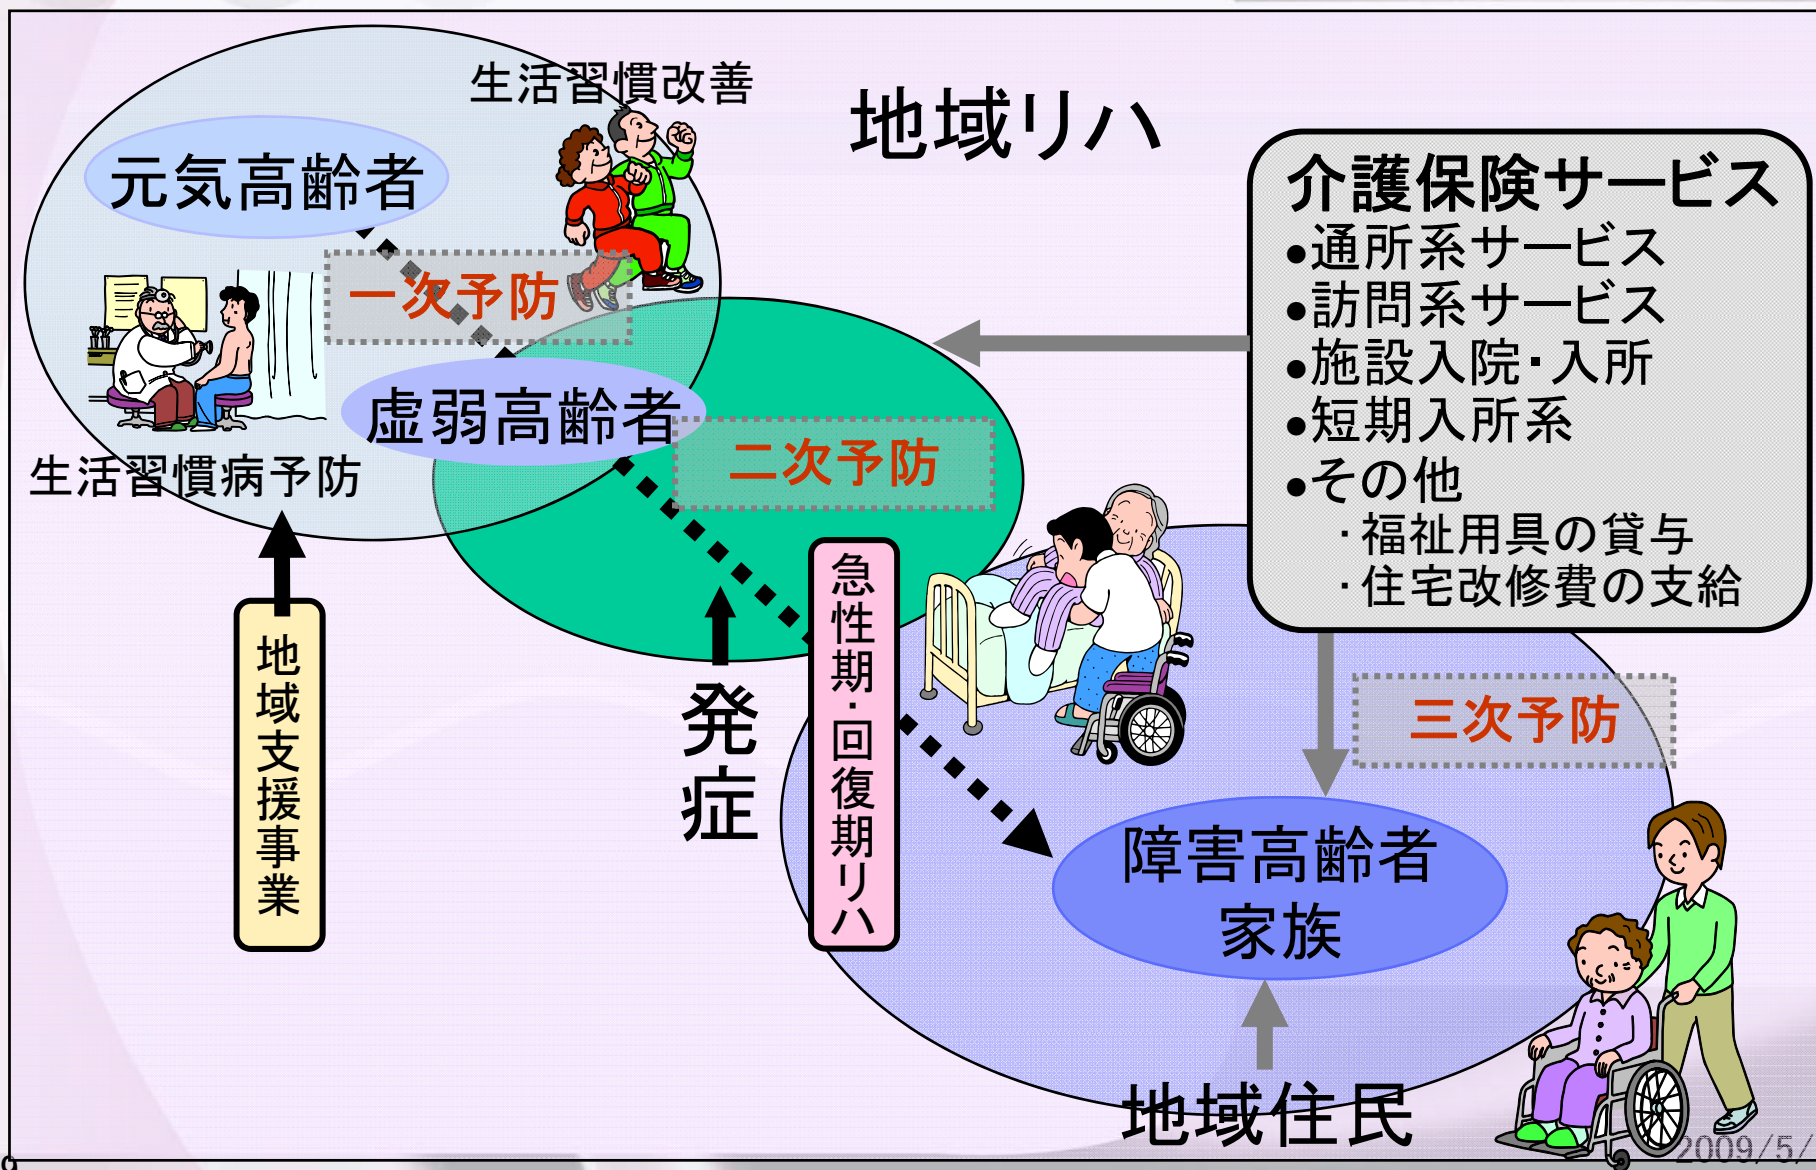 生活習慣改善
地域リハ
元気高齢者
一次予防
介護保険サービス
●通所系サービス
●訪問系サービス
●施設入院・入所
●短期入所系
●その他
・福祉用具の貸与
・住宅改修費の支給
虚弱高齢者
二次予防
生活習慣病予防
地域支援事業
発症
急性期・回復期リハ
三次予防
障害高齢者
家族
地域住民
2009/5/